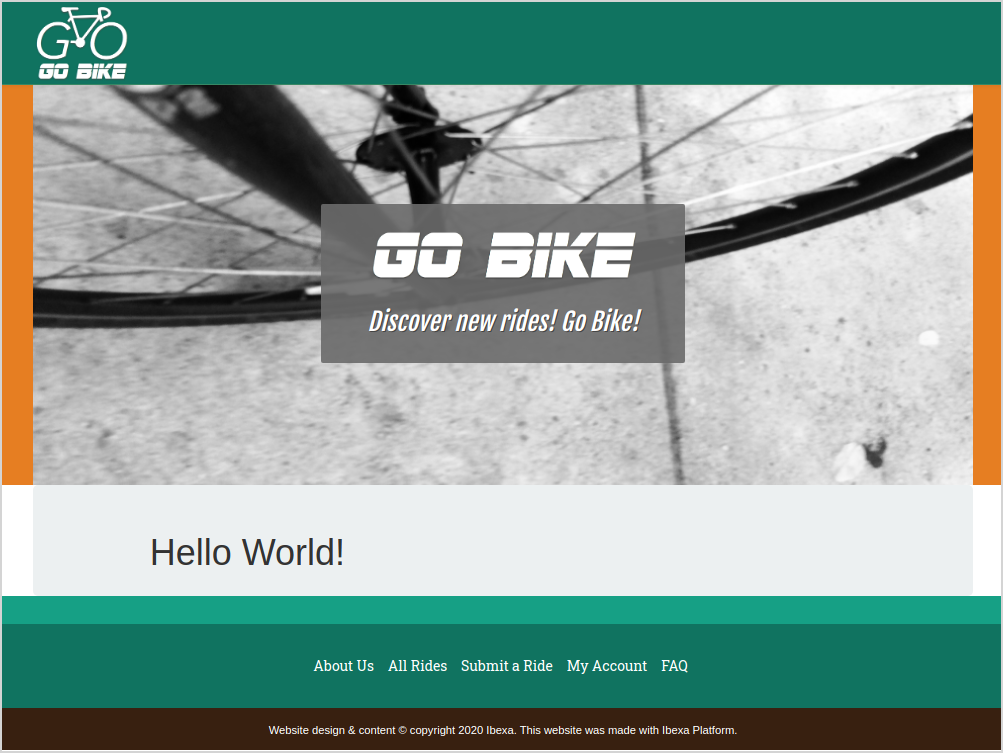 GO BIKE
GO BIKE
Discover new rides! Go Bike!
Hello World!
About Us All Rides Submit a Ride My Account FAQ
Website design & content © copyright 2020 Ibexa. This website was made with Ibexa Platform.